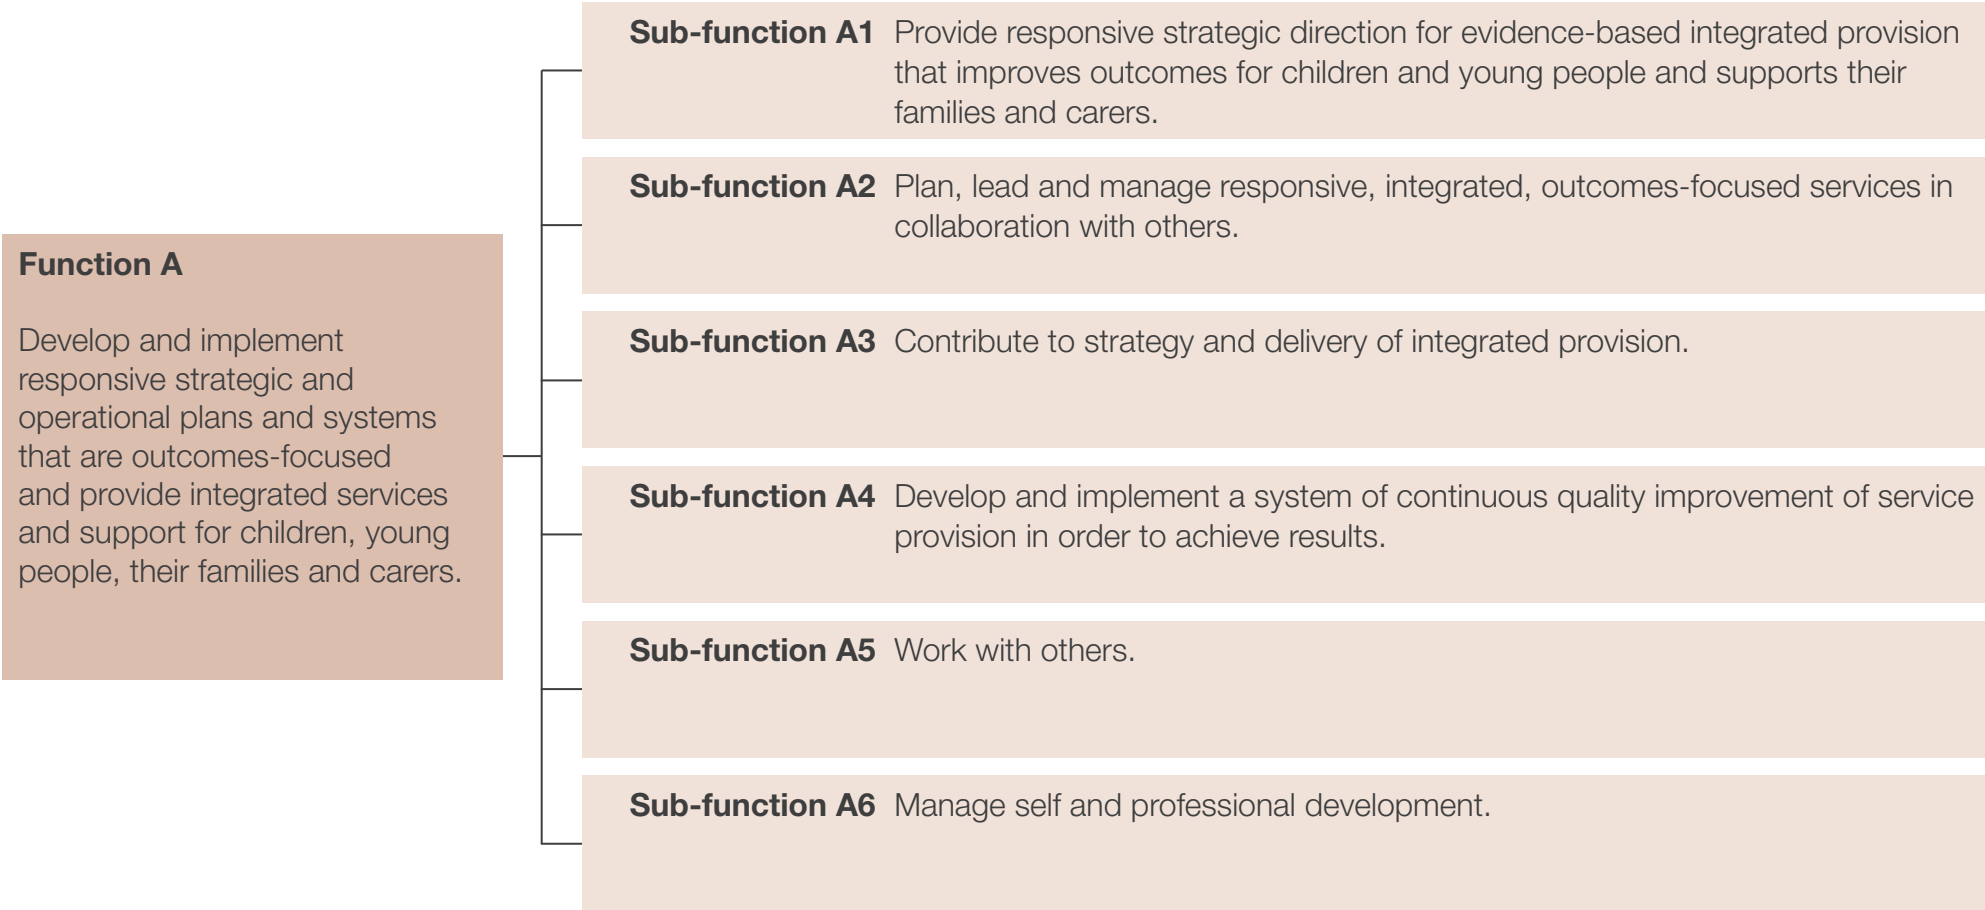 Function A
Develop and implement
responsive strategic and
operational plans and systems
that are outcomes-focused
and provide integrated services
and support for children, young
people, their families and carers.
Sub-function A1 Provide responsive strategic direction for evidence-based integrated provision
that improves outcomes for children and young people and supports their
families and carers.
Sub-function A2 Plan, lead and manage responsive, integrated, outcomes-focused services in
collaboration with others.
Sub-function A3 Contribute to strategy and delivery of integrated provision.
Sub-function A4 Develop and implement a system of continuous quality improvement of service
provision in order to achieve results.
Sub-function A5 Work with others.
Sub-function A6 Manage self and professional development.